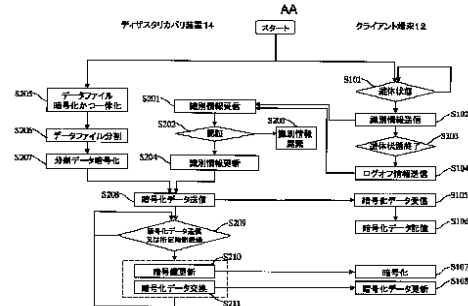 AA
ディザスタリカバリ装置14
クライアント端末12
スタート
S101
遊休状態
S205
データファイル
暗号化かつ一体化
S201
識別情報受信
識別情報送信
S102
S206
データファイル分割
S202
認証
S203
識別情報
廃棄
S103
遊休状態終了
S207
分割データ暗号化
S204
識別情報更新
ログオフ情報送信
S104
S208
暗号化データ送信
暗号化データ受信
S105
暗号化データ記憶
S106
暗号化データ送信
又は所定時間経過
S209
S210
暗号鍵更新
暗号化
S107
暗号化データ交換
暗号化データ更新
S108
S211